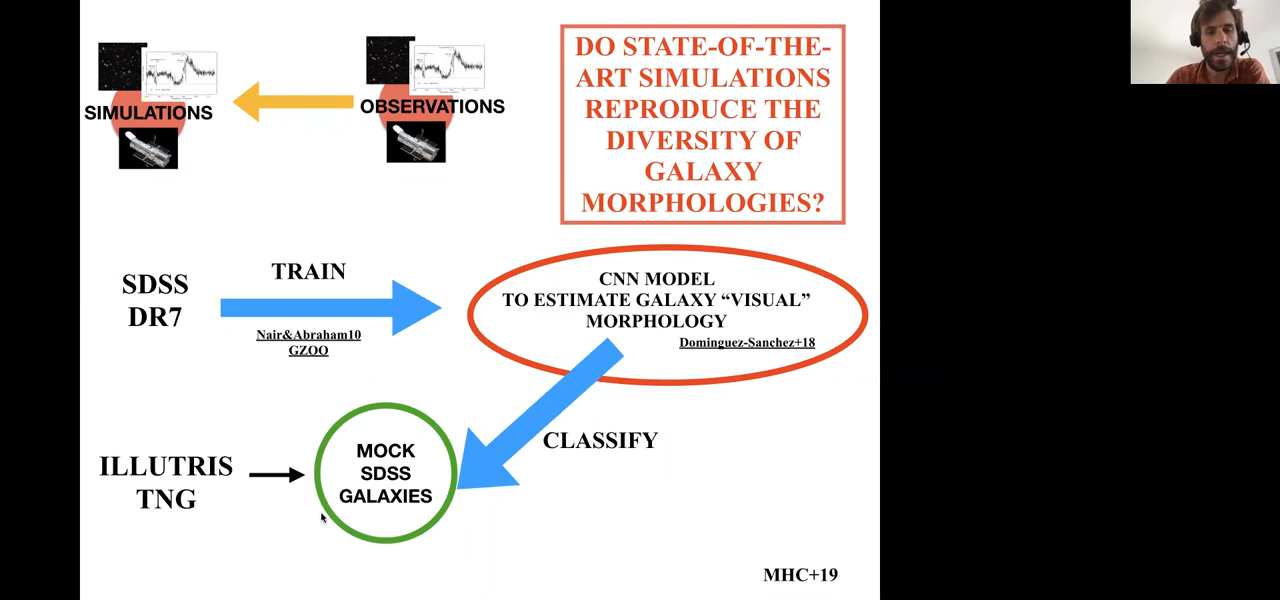 SIMULATIONS
OBSERVATIONS
DO STATE-OF-THE-
ART SIMULATIONS
REPRODUCE THE
DIVERSITY OF
GALAXY
MORPHOLOGIES?
SDSS
DR7
TRAIN
Nair&Abraham10
GZOO
CNN MODEL
TO ESTIMATE GALAXY “VISUAL”
MORPHOLOGY
Dominguez-Sanchez+18
CLASSIFY
ILLUTRIS
TNG
MOCK
SDSS
GALAXIES
MHC+19